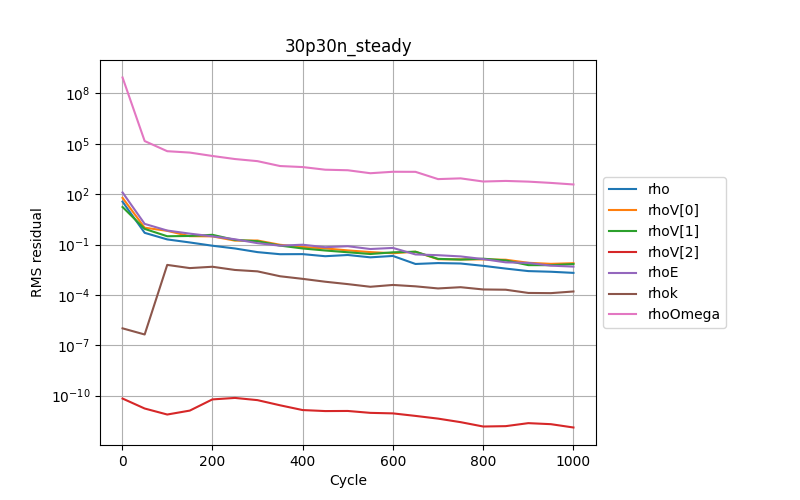 30p30n_steady
RMS residual
10^8
10^5
10^2
10^-1
10^-4
10^-7
10^-10
0 200 400 600 800 1000
Cycle
rho
rhoV[0]
rhoV[1]
rhoV[2]
rhoE
rhok
rhoOmega